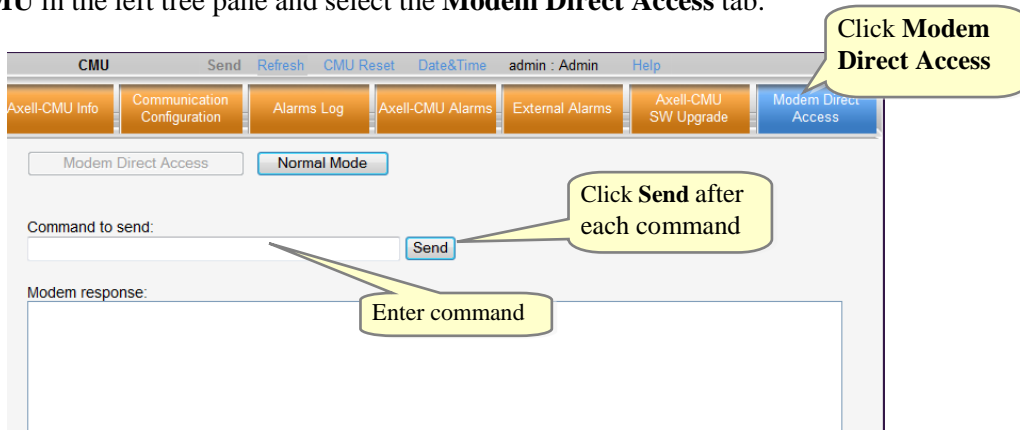 MU in the left tree pane and select the Modem Direct Access tab.
Click Modem
Direct Access
CMU Send Refresh CMU Reset Date&Time admin : Admin Help
Axell-CMU Info
Communication
Configuration
Alarms Log
Axell-CMU Alarms
External Alarms
Axell-CMU
SW Upgrade
Modem Direct
Access
Modem Direct Access
Normal Mode
Click Send after
each command
Command to send:
Send
Enter command
Modem response: